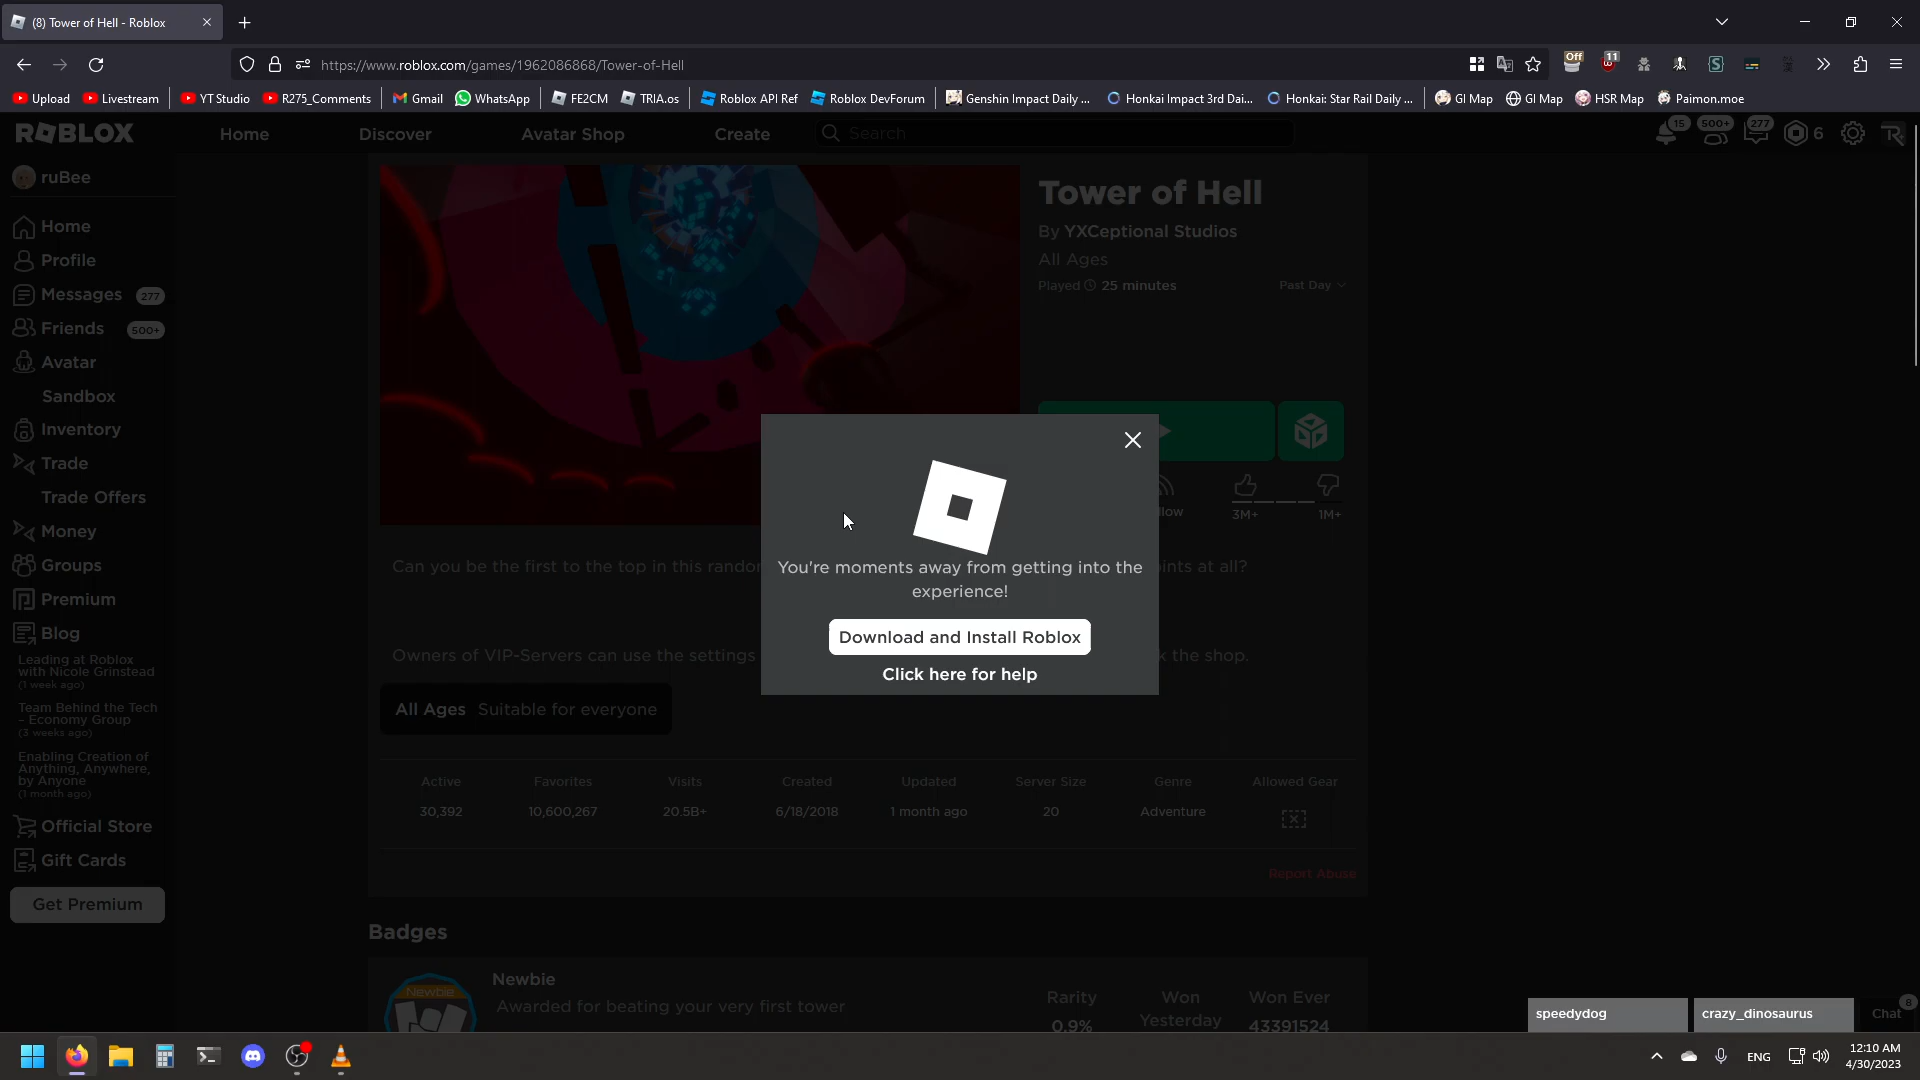 (8) Tower of Hell - Roblox
https://www.roblox.com/games/1962086868/Tower-of-Hell
Off
11
Upload
Livestream
YT Studio
R275_Comments
Gmail
WhatsApp
FE2CM
TRIA.os
Roblox API Ref
Roblox DevForum
Genshin Impact Daily ...
Honkai Impact 3rd Dai...
Honkai: Star Rail Daily ...
GI Map
GI Map
HSR Map
Paimon.moe
ROBLOX
Home
Discover
Avatar Shop
Create
Search
15
500+
277
6
ruBee
Home
Profile
Messages 277
Friends 500+
Avatar
Sandbox
Inventory
Trade
Trade Offers
Money
Groups
Premium
Blog
Leading at Roblox
with Nicole Grinstead
(1 week ago)
Team Behind the Tech
- Economy Group
(3 weeks ago)
Enabling Creation of
Anything, Anywhere,
by Anyone
(1 month ago)
Official Store
Gift Cards
Get Premium
Tower of Hell
By YXCeptional Studios
All Ages
Played 25 minutes
Past Day
llow
3M+
1M+
You're moments away from getting into the
experience!
Download and Install Roblox
Click here for help
Can you be the first to the top in this random
ints at all?
Owners of VIP-Servers can use the settings
k the shop.
All Ages Suitable for everyone
Active Favorites Visits Created Updated Server Size Genre Allowed Gear
30,392 10,600,267 20.5B+ 6/18/2018 1 month ago 20 Adventure
Report Abuse
Badges
Newbie
Newbie
Awarded for beating your very first tower
Rarity
0.9%
Won
Yesterday
Won Ever
43391524
speedydog
crazy_dinosaurus
Chat
8
ENG
12:10 AM
4/30/2023